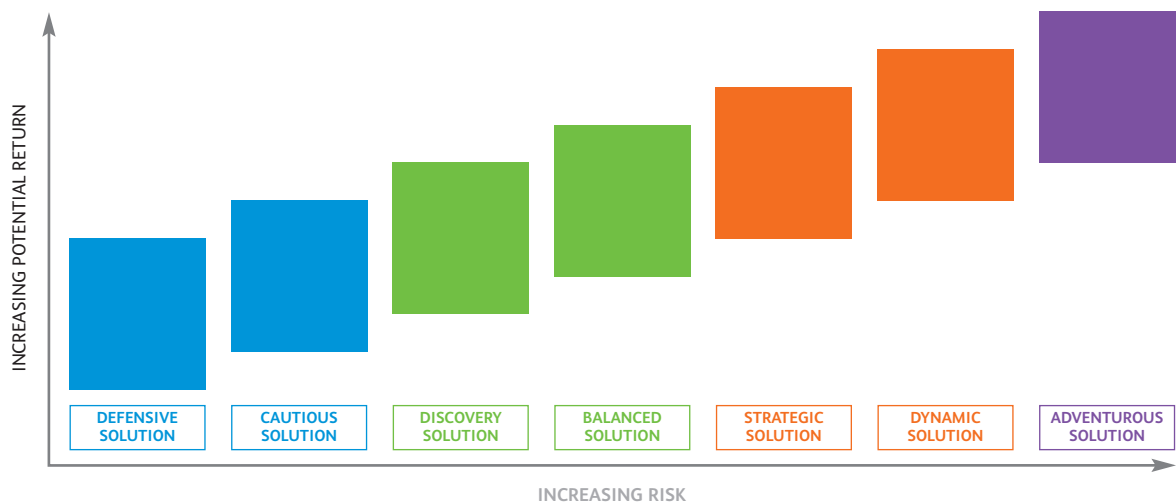 INCREASING POTENTIAL RETURN
DEFENSIVE
SOLUTION
CAUTIOUS
SOLUTION
DISCOVERY
SOLUTION
BALANCED
SOLUTION
STRATEGIC
SOLUTION
DYNAMIC
SOLUTION
ADVENTUROUS
SOLUTION
INCREASING RISK